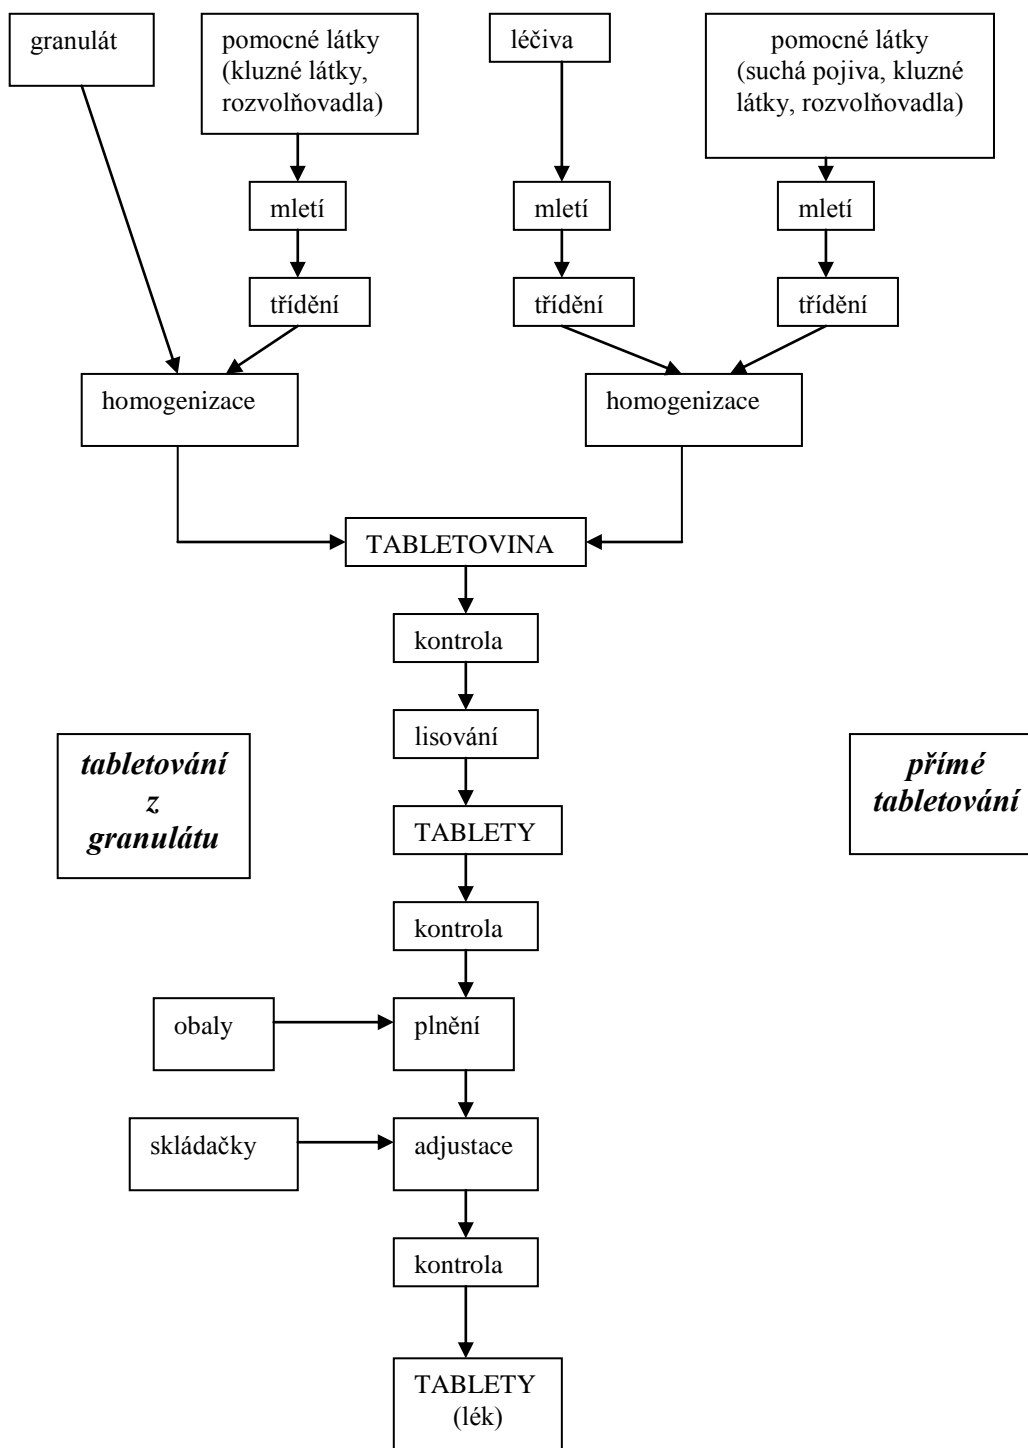 granulát
pomocné látky
(kluzné látky,
rozvolňovadla)
léčiva
pomocné látky
(suchá pojiva, kluzné
látky, rozvolňovadla)
mletí
mletí
mletí
třídění
třídění
třídění
homogenizace
homogenizace
TABLETOVINA
kontrola
lisování
tabletování
z
granulátu
přímé
tabletování
TABLETY
kontrola
obaly
plnění
skládačky
adjustace
kontrola
TABLETY
(lék)